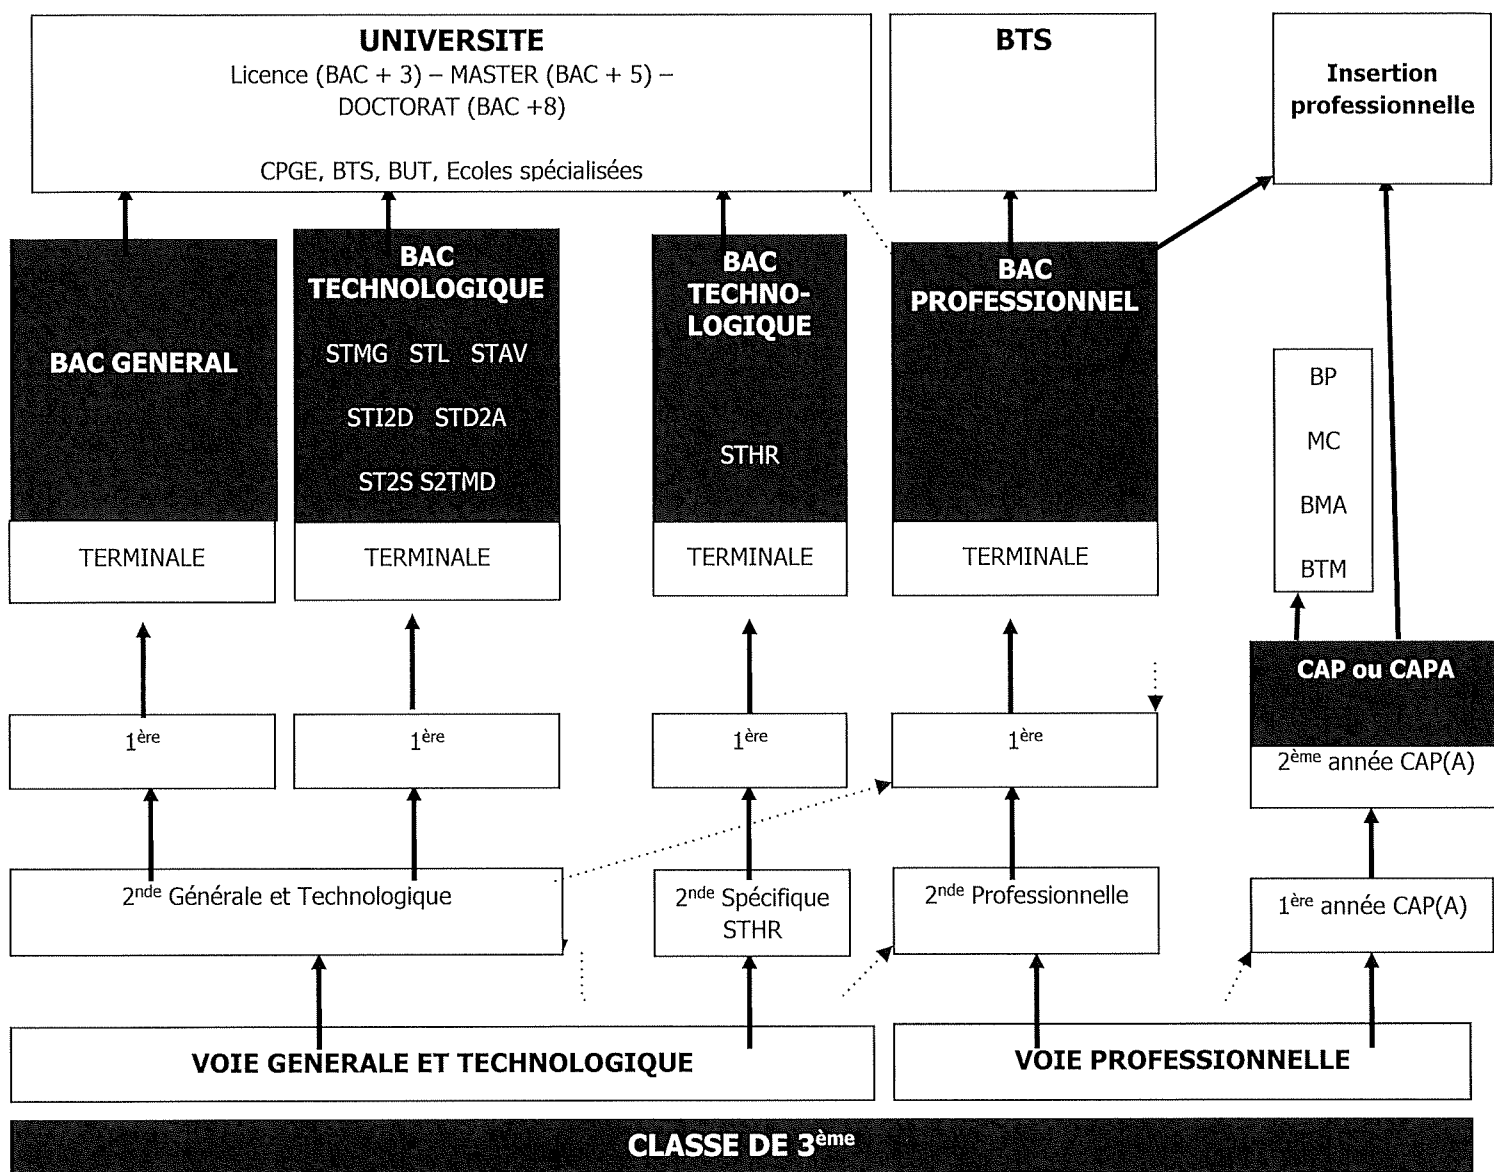 UNIVERSITE
Licence (BAC + 3) – MASTER (BAC + 5) –
DOCTORAT (BAC +8)
CPGE, BTS, BUT, Ecoles spécialisées
BTS
Insertion
professionnelle
BAC GENERAL
TERMINALE
BAC
TECHNOLOGIQUE
STMG STL STAV
STI2D STD2A
ST2S S2TMD
TERMINALE
BAC
TECHNO-
LOGIQUE
STHR
TERMINALE
BAC
PROFESSIONNEL
TERMINALE
BP
MC
BMA
BTM
CAP ou CAPA
2ème année CAP(A)
1ère
1ère
1ère
1ère
2nde Générale et Technologique
2nde Spécifique
STHR
2nde Professionnelle
1ère année CAP(A)
VOIE GENERALE ET TECHNOLOGIQUE
VOIE PROFESSIONNELLE
CLASSE DE 3ème